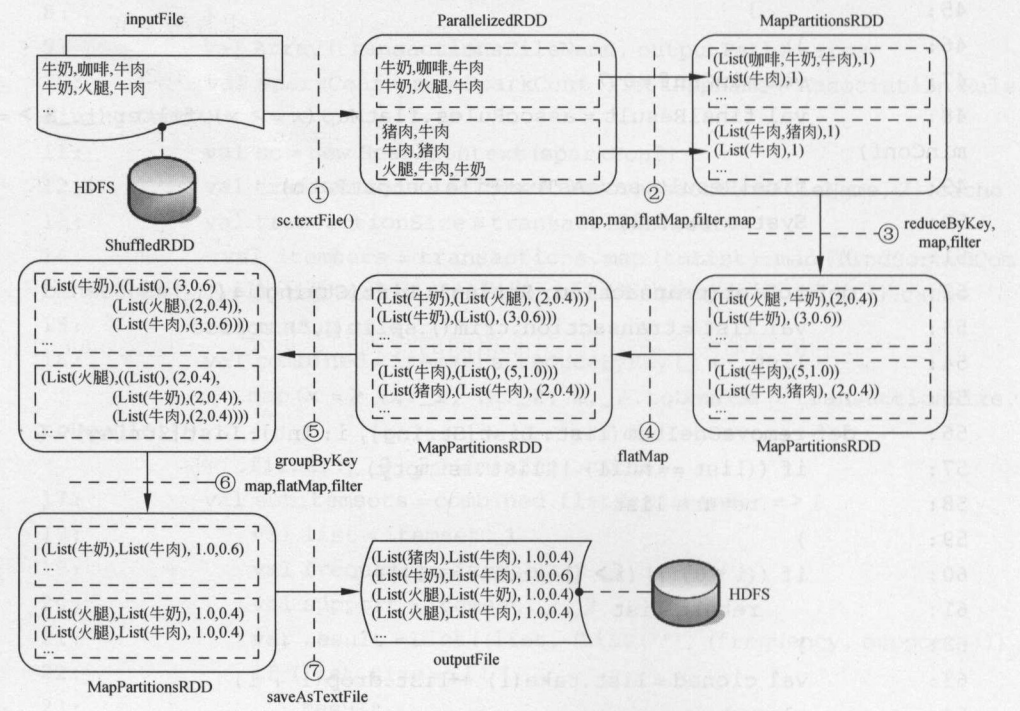 inputFile
牛奶,咖啡,牛肉
牛奶,火腿,牛肉
HDFS
①
sc.textFile()
ParallelizedRDD
牛奶,咖啡,牛肉
牛奶,火腿,牛肉
...
猪肉,牛肉
牛肉,猪肉
火腿,牛肉,牛奶
②
map,map,flatMap,filter,map
MapPartitionsRDD
(List(咖啡,牛奶,牛肉),1)
(List(牛肉),1)
...
(List(牛肉,猪肉),1)
(List(牛肉),1)
...
③
reduceByKey,
map,filter
(List(火腿,牛奶),(2,0.4))
(List(牛奶),(3,0.6))
...
(List(牛肉),(5,1.0))
(List(牛肉,猪肉),(2,0.4))
...
MapPartitionsRDD
④
flatMap
(List(牛奶),(List(火腿),(2,0.4)))
(List(牛奶),(List(),(3,0.6)))
...
(List(牛肉),(List(),(5,1.0)))
(List(猪肉),(List(牛肉),(2,0.4)))
...
MapPartitionsRDD
⑤
groupByKey
ShuffledRDD
(List(牛奶),((List(),(3,0.6)
(List(火腿),(2,0.4)),
(List(牛肉),(3,0.6))))
...
(List(火腿),((List(),(2,0.4),
(List(牛奶),(2,0.4)),
(List(牛肉),(2,0.4))))
...
⑥
map,flatMap,filter
(List(牛奶),List(牛肉), 1.0,0.6)
...
(List(火腿),List(牛奶), 1.0,0.4)
(List(火腿),List(牛肉), 1.0,0.4)
...
MapPartitionsRDD
⑦
saveAsTextFile
(List(猪肉),List(牛肉), 1.0,0.4)
(List(牛奶),List(牛肉), 1.0,0.6)
(List(火腿),List(牛奶), 1.0,0.4)
(List(火腿),List(牛肉), 1.0,0.4)
outputFile
HDFS